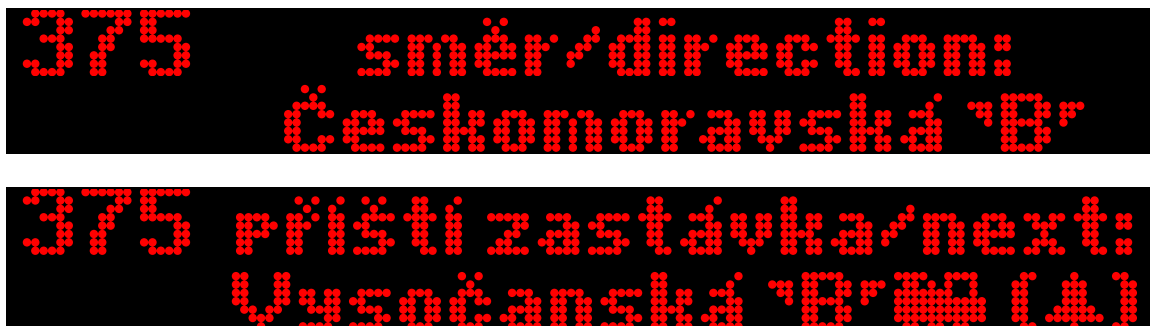 375 směr/direction:
Českomoravská "B"
375 příští zastávka/next:
Vysočanská "B" ()